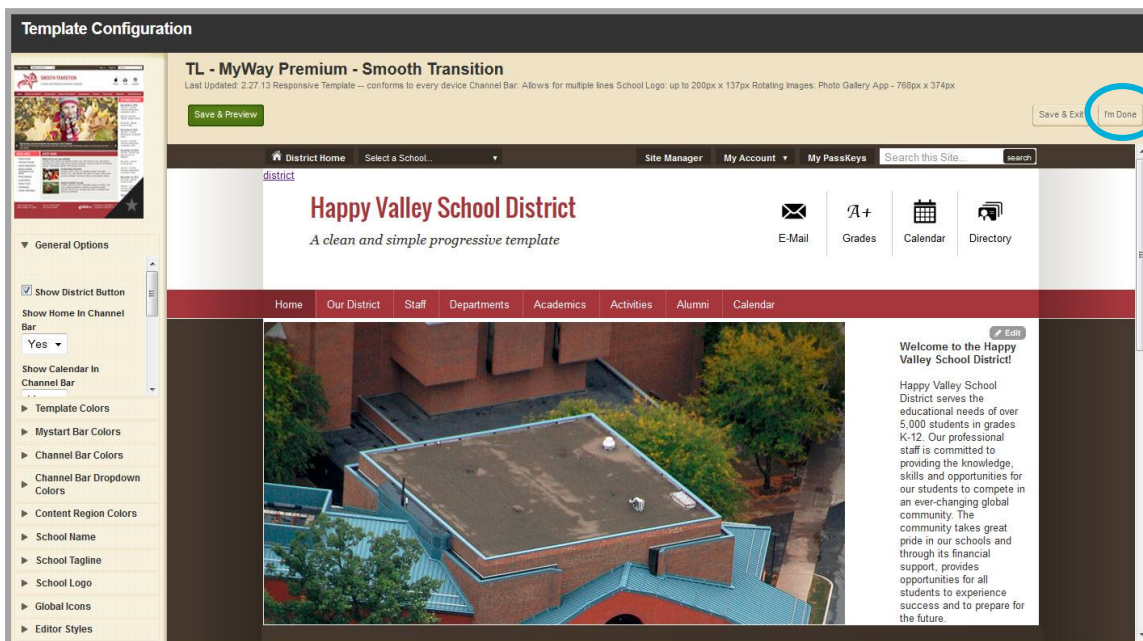 Template Configuration
SMOOTH TRANSITION
TL - MyWay Premium - Smooth Transition
Last Updated: 2.27.13 Responsive Template -- conforms to every device Channel Bar: Allows for multiple lines School Logo: up to 200px x 137px Rotating Images: Photo Gallery App - 768px x 374px
Save & Preview
Save & Exit
I'm Done
District Home Select a School... Site Manager My Account My PassKeys Search this Site... search
district
Happy Valley School District
A clean and simple progressive template
A+
E-Mail Grades Calendar Directory
Home Our District Staff Departments Academics Activities Alumni Calendar
General Options
Show District Button
Show Home In Channel
Bar
Yes
Show Calendar In
Channel Bar
Template Colors
Mystart Bar Colors
Channel Bar Colors
Channel Bar Dropdown
Colors
Content Region Colors
School Name
School Tagline
School Logo
Global Icons
Editor Styles
Edit
Welcome to the Happy
Valley School District!
Happy Valley School
District serves the
educational needs of over
5,000 students in grades
K-12. Our professional
staff is committed to
providing the knowledge,
skills and opportunities for
our students to compete in
an ever-changing global
community. The
community takes great
pride in our schools and
through its financial
support, provides
opportunities for all
students to experience
success and to prepare for
the future.